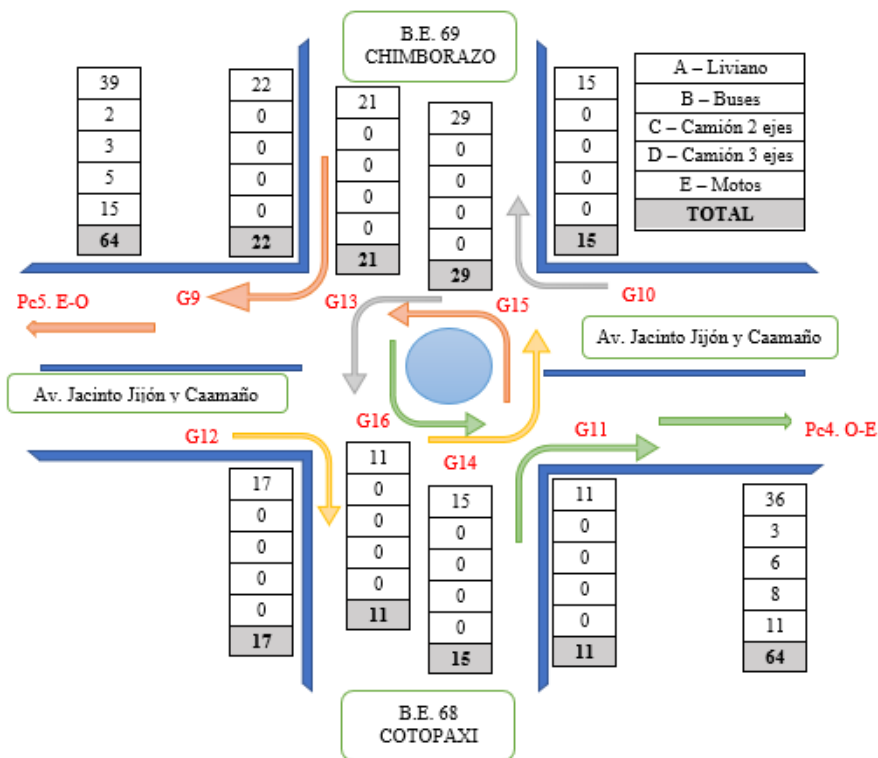 B.E. 69
CHIMBORAZO
39
2
3
5
15
64
22
0
0
0
0
22
21
0
0
0
0
21
29
0
0
0
0
29
15
0
0
0
0
15
A – Liviano
B – Buses
C – Camión 2 ejes
D – Camión 3 ejes
E – Motos
TOTAL
Pc5. E-O
G9
G13
G15
G10
Av. Jacinto Jijón y Caamaño
Av. Jacinto Jijón y Caamaño
G12
G16
G14
G11
Pc4. O-E
17
0
0
0
0
17
11
0
0
0
0
11
15
0
0
0
0
15
11
0
0
0
0
11
36
3
6
8
11
64
B.E. 68
COTOPAXI